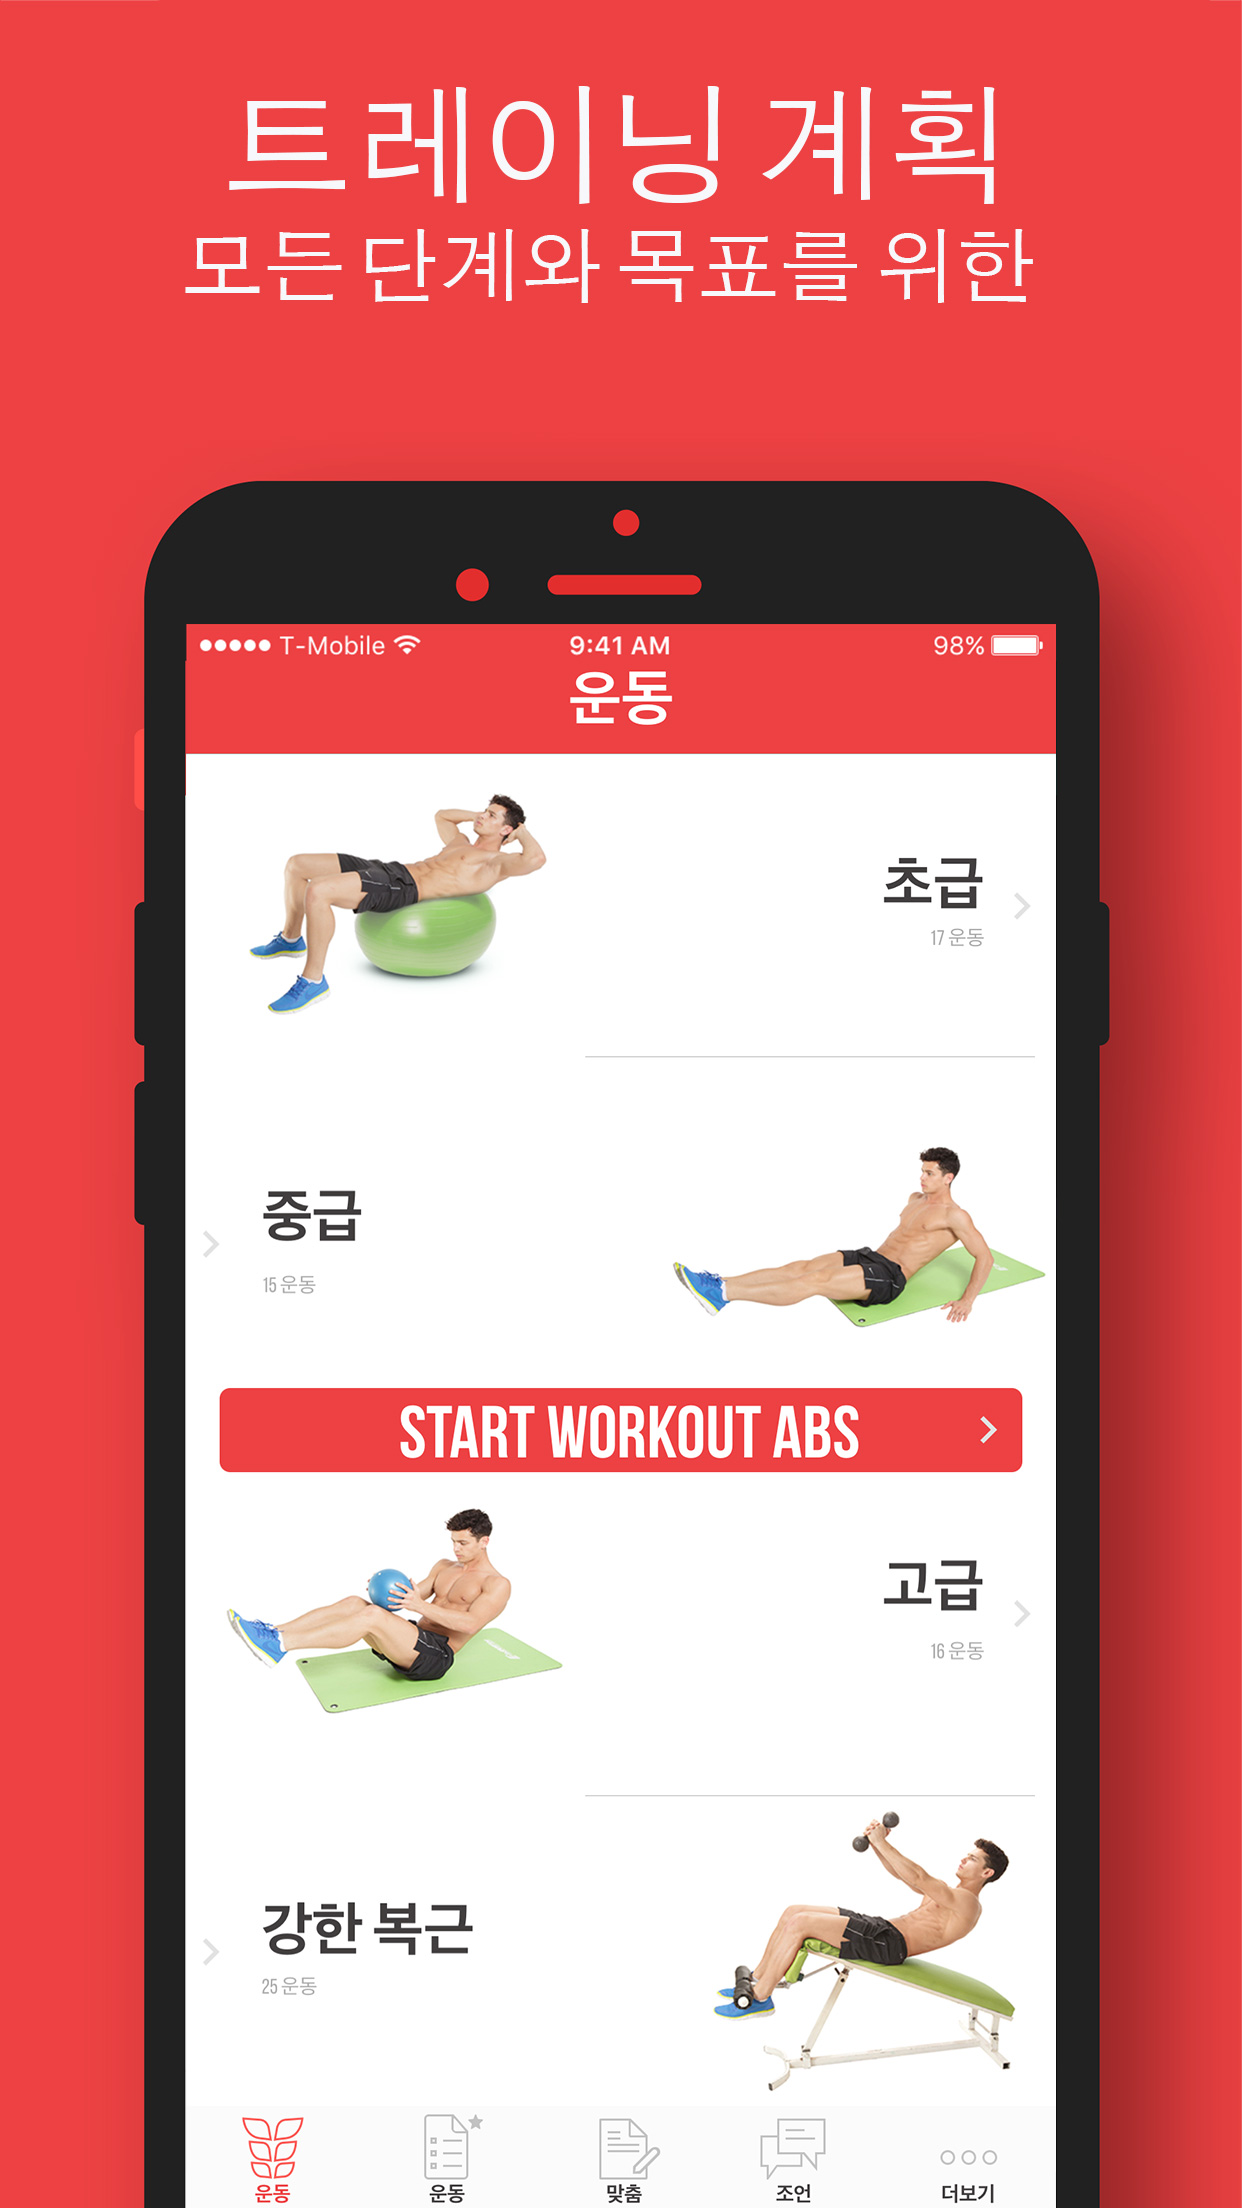 트레이닝 계획
모든 단계와 목표를 위한
T-Mobile 9:41 AM 98%
운동
초급
17 운동
중급
15 운동
START WORKOUT ABS
고급
16 운동
강한 복근
25 운동
운동 운동 맞춤 조언 더보기